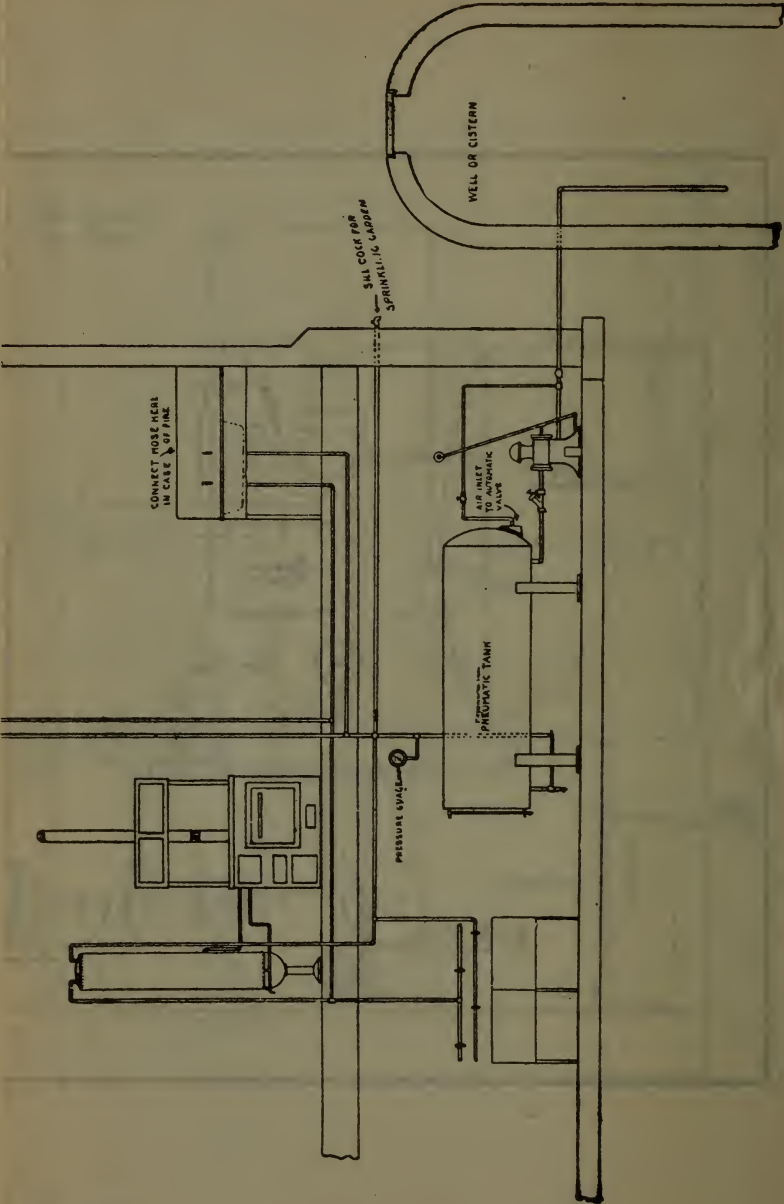 CONNECT HOSE HERE
IN CASE OF FIRE
SILL COCK FOR
SPRINKLING GARDEN
WELL OR CISTERN
AIR INLET
TO AUTOMATIC
VALVE
PNEUMATIC TANK
PRESSURE GUAGE